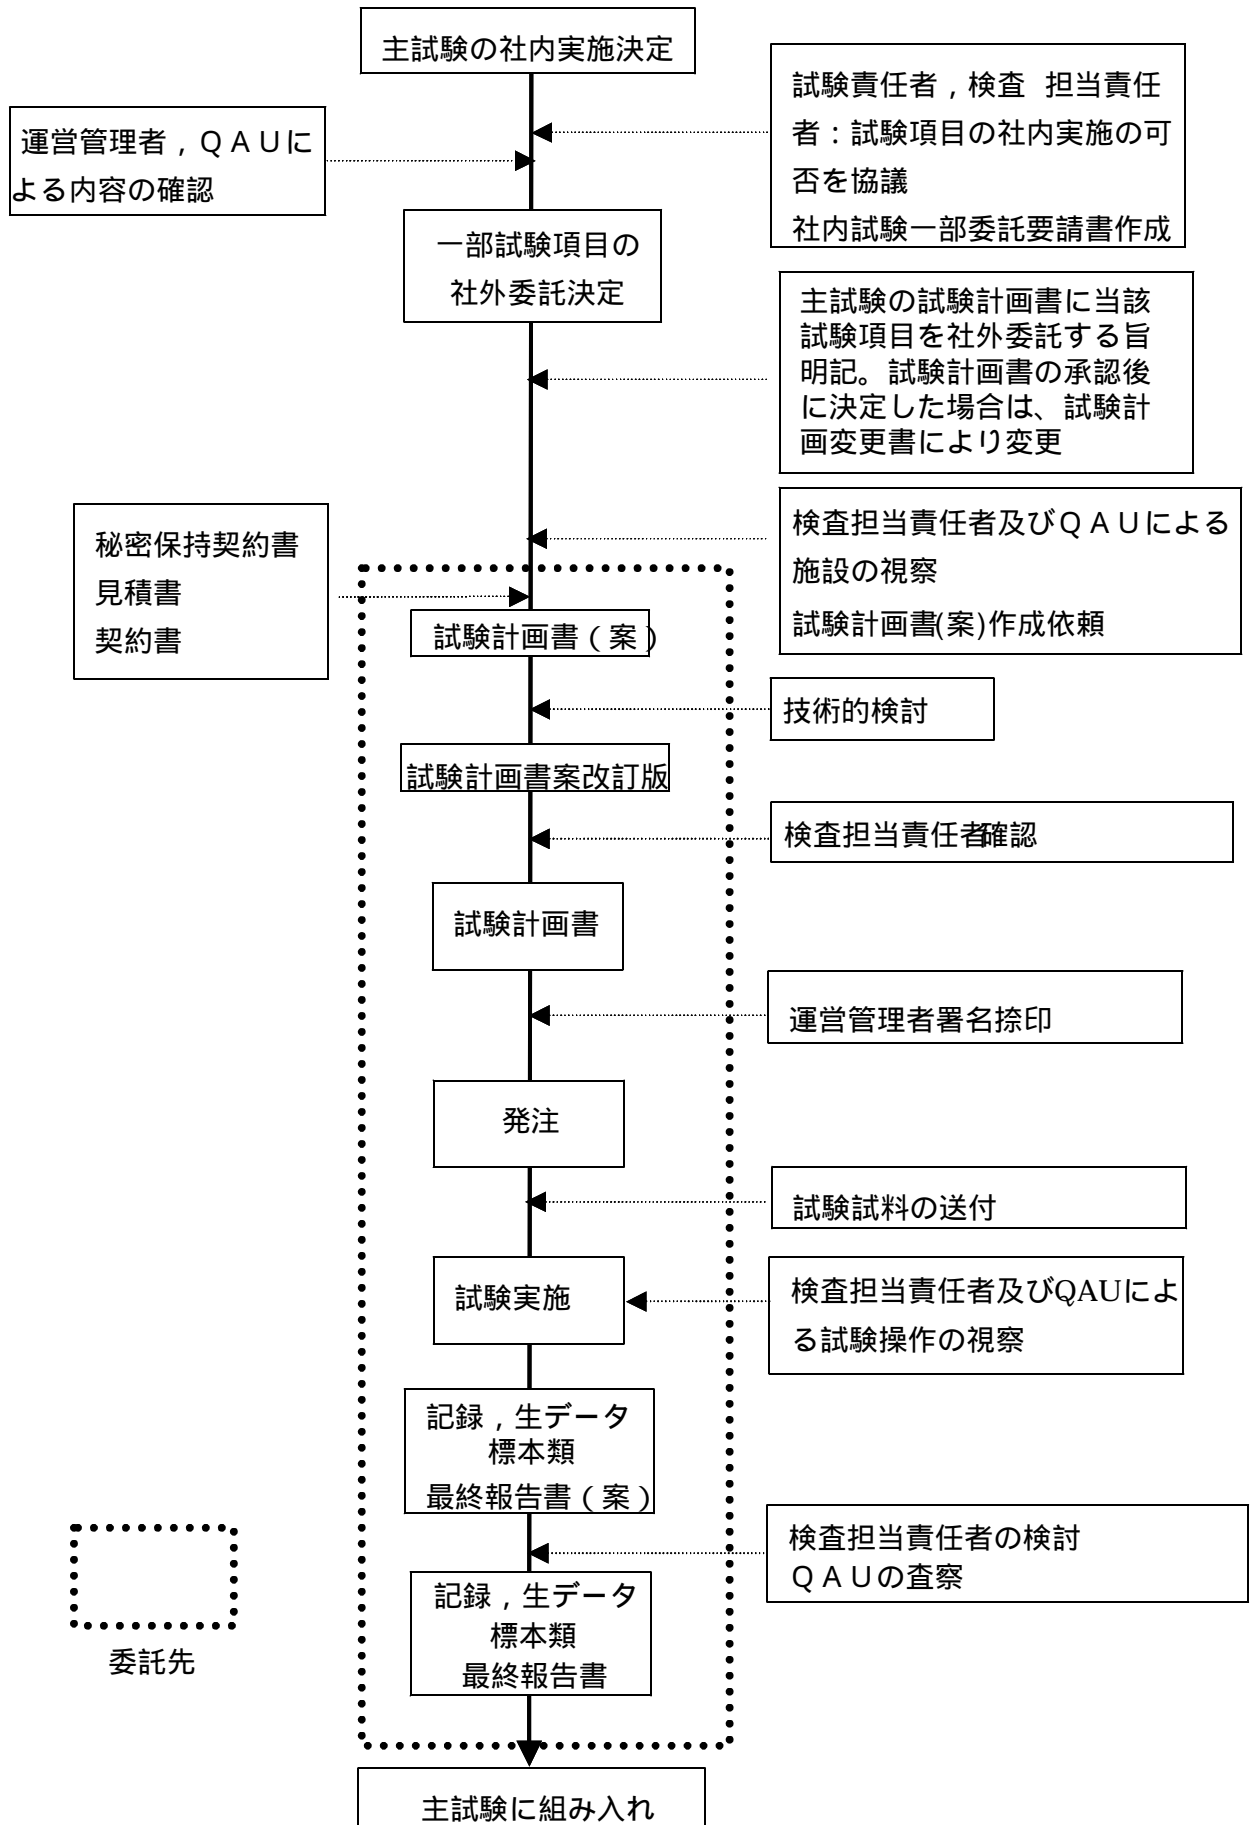 主試験の社内実施決定
試験責任者，検査 担当責任
者：試験項目の社内実施の可
否を協議
社内試験一部委託要請書作成
運営管理者，ＱＡＵに
よる内容の確認
一部試験項目の
社外委託決定
主試験の試験計画書に当該
試験項目を社外委託する旨
明記。試験計画書の承認後
に決定した場合は、試験計
画変更書により変更
検査担当責任者及びＱＡＵによる
施設の視察
試験計画書(案)作成依頼
秘密保持契約書
見積書
契約書
試験計画書（案）
技術的検討
試験計画書案改訂版
検査担当責任者確認
試験計画書
運営管理者署名捺印
発注
試験試料の送付
試験実施
検査担当責任者及びQAUによ
る試験操作の視察
記録，生データ
標本類
最終報告書（案）
検査担当責任者の検討
ＱＡＵの査察
記録，生データ
標本類
最終報告書
委託先
主試験に組み入れ